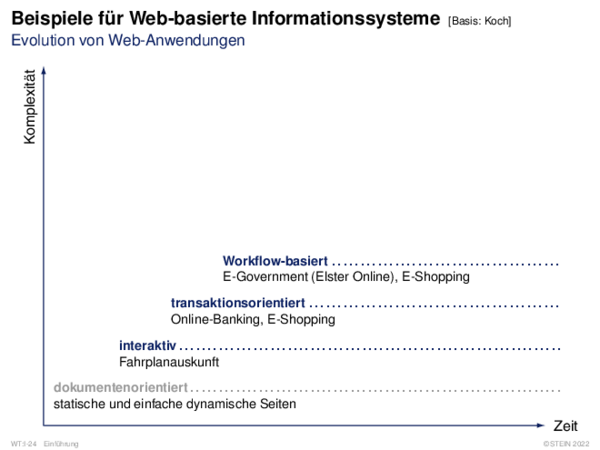 Beispiele für Web-basierte Informationssysteme [Basis: Koch]
Evolution von Web-Anwendungen
Komplexität
Workflow-basiert
E-Government (Elster Online), E-Shopping
transaktionsorientiert
Online-Banking, E-Shopping
interaktiv
Fahrplanauskunft
dokumentenorientiert
statische und einfache dynamische Seiten
Zeit
WT:I-24 Einführung
©STEIN 2022